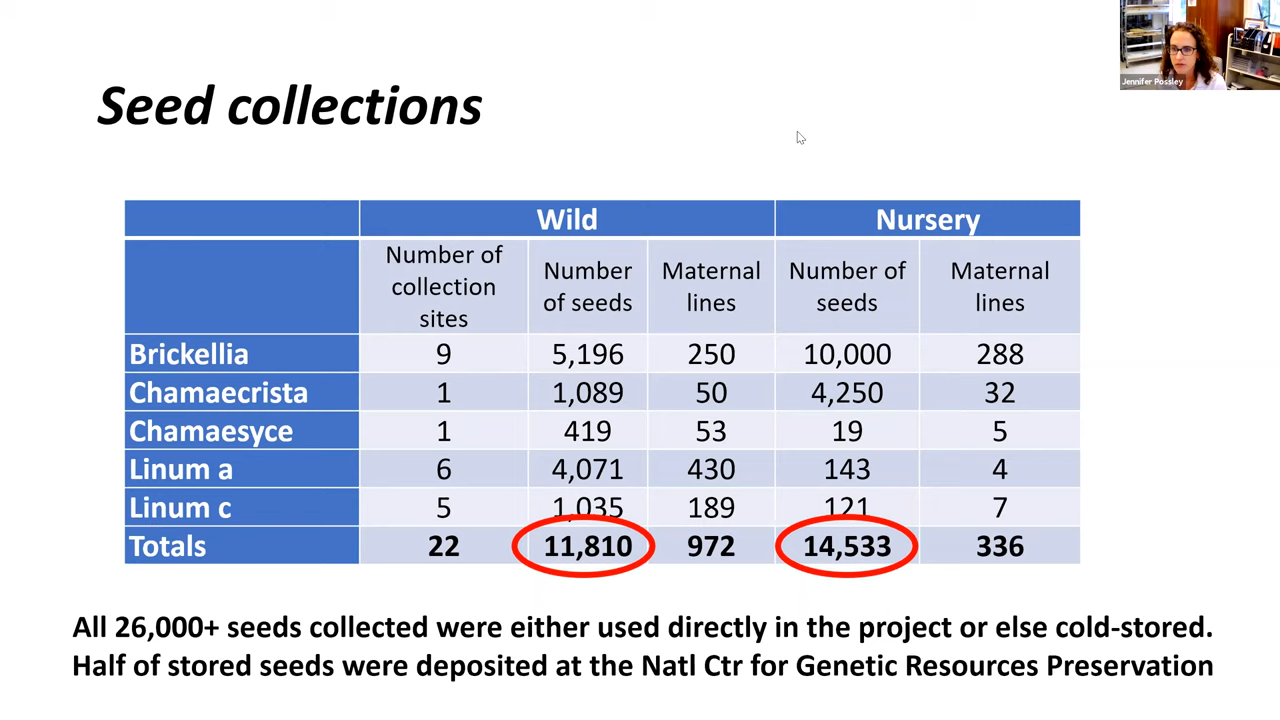 Jennifer Possley
Seed collections
Wild Nursery
Number of collection sites Number of seeds Maternal lines Number of seeds Maternal lines
Brickellia 9 5,196 250 10,000 288
Chamaecrista 1 1,089 50 4,250 32
Chamaesyce 1 419 53 19 5
Linum a 6 4,071 430 143 4
Linum c 5 1,035 189 121 7
Totals 22 11,810 972 14,533 336
All 26,000+ seeds collected were either used directly in the project or else cold-stored.
Half of stored seeds were deposited at the Natl Ctr for Genetic Resources Preservation